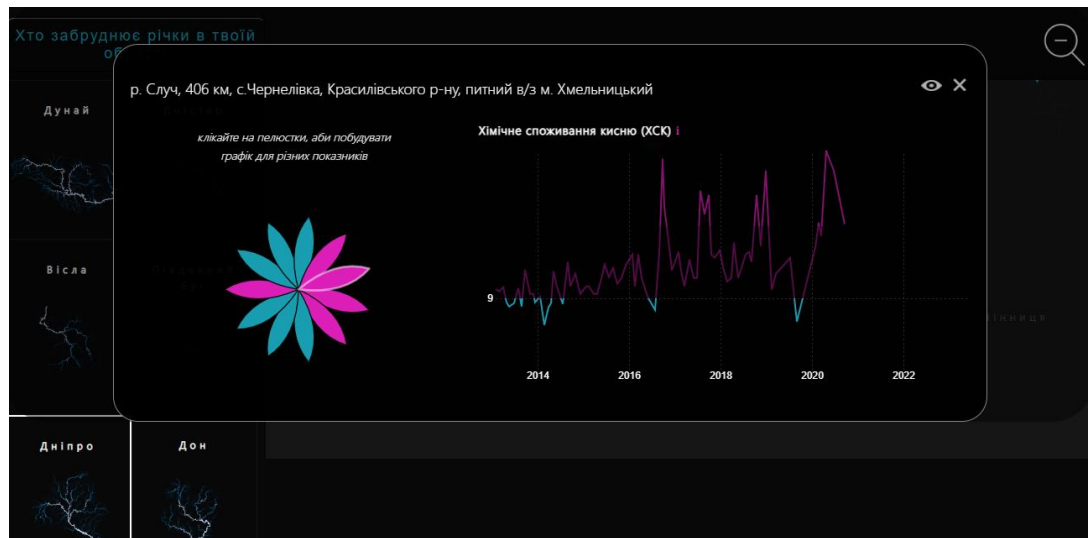 Хто забруднює річки в твоїй
р. Случ, 406 км, с.Чернелівка, Красилівського р-ну, питний в/з м. Хмельницький
клікайте на пелюстки, аби побудувати
графік для різних показників
Хімічне споживання кисню (ХСК) i
9
2014 2016 2018 2020 2022
Дунай
Вісла
Дніпро
Дон